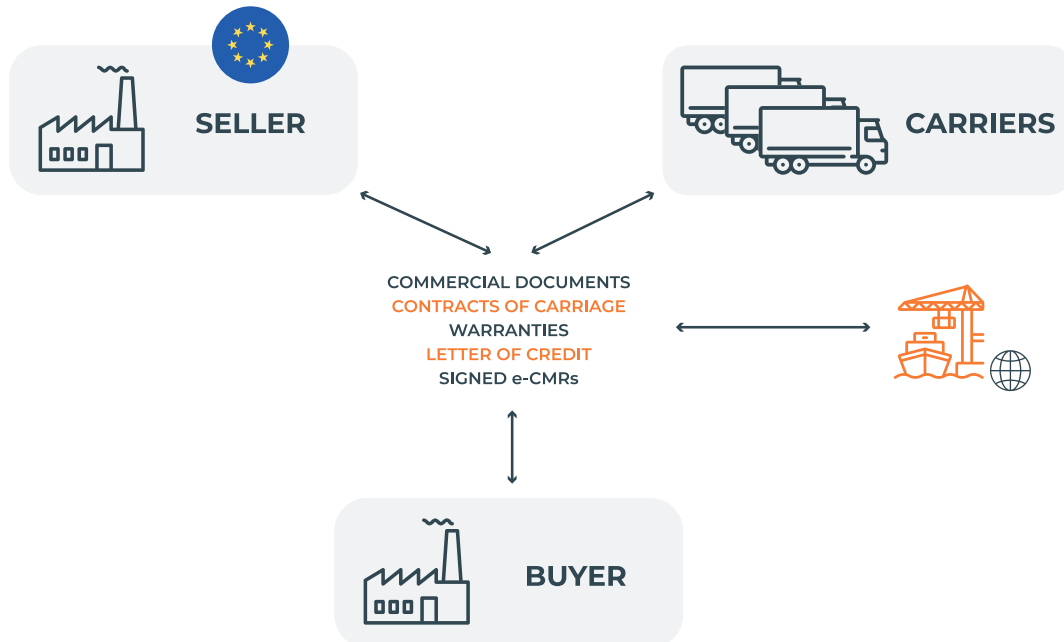 SELLER
CARRIERS
COMMERCIAL DOCUMENTS
CONTRACTS OF CARRIAGE
WARRANTIES
LETTER OF CREDIT
SIGNED e-CMRs
BUYER